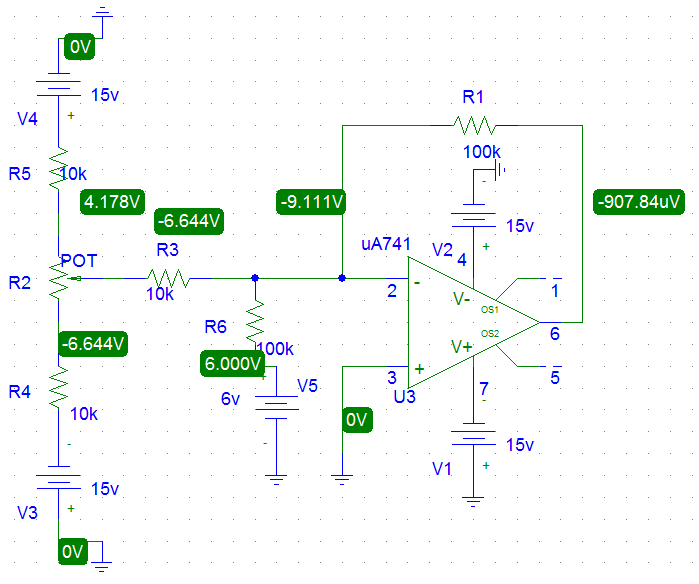 0V
15v
+
V4
R5
10k
4.178V
-6.644V
POT
R2
R3
10k
-6.644V
R4
10k
-
15v
V3
+
0V
R6
100k
6.000V
+
6v
V5
-
-9.111V
R1
100k
-907.84uV
-
15v
V2
+
uA741
4
2
-
V-
OS1
1
6
OS2
V+
3
+
U3
5
7
0V
-
15v
V1
+